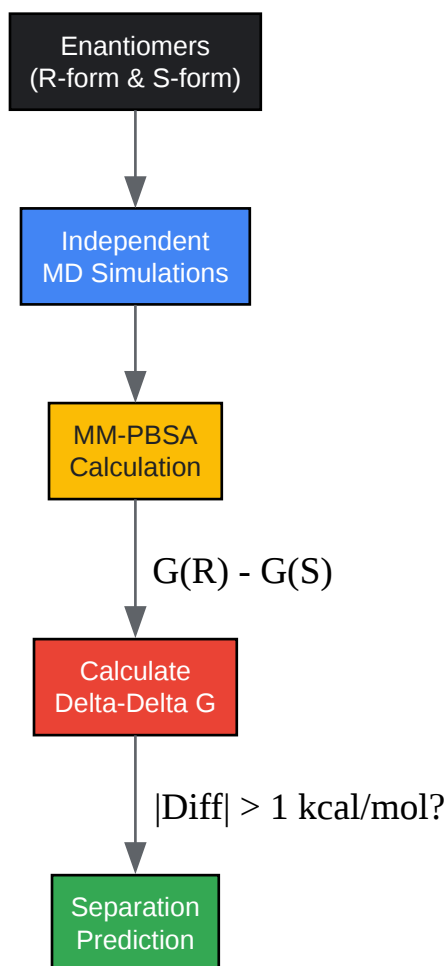 Enantiomers
(R-form & S-form)
Independent
MD Simulations
MM-PBSA
Calculation
G(R) - G(S)
Calculate
Delta-Delta G
|Diff| > 1 kcal/mol?
Separation
Prediction